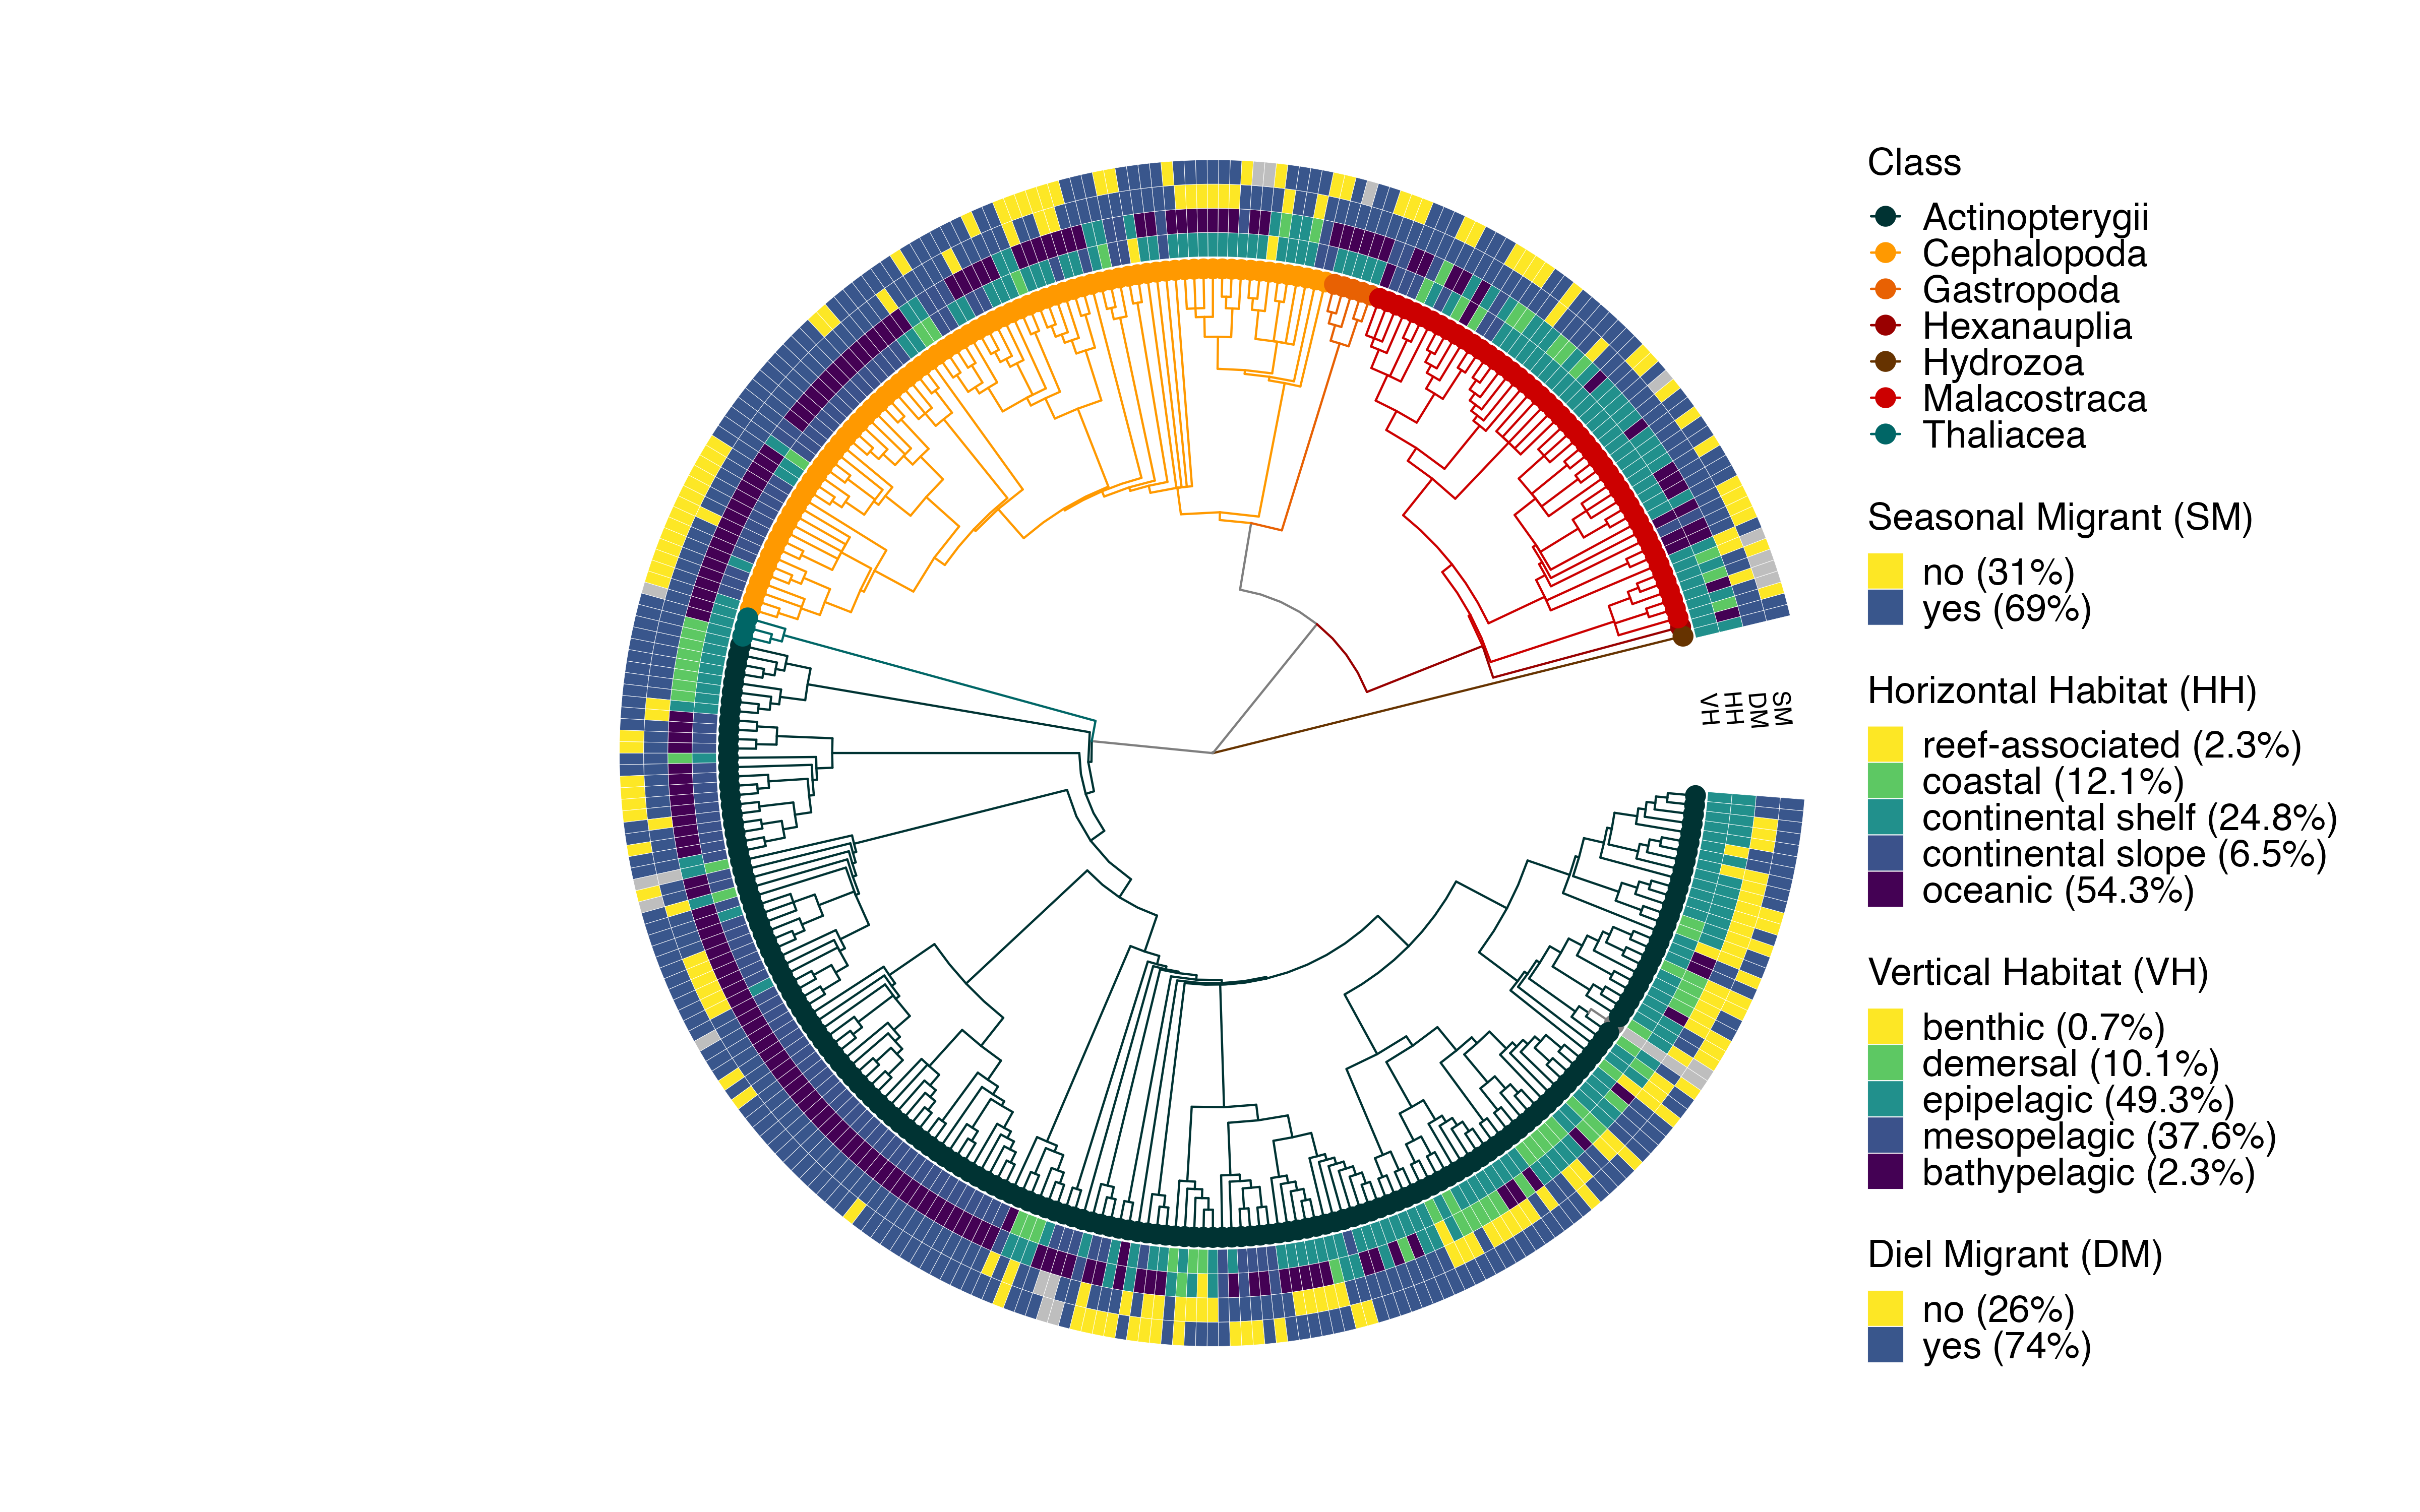 Class
Actinopterygii
Cephalopoda
Gastropoda
Hexanauplia
Hydrozoa
Malacostraca
Thaliacea
Seasonal Migrant (SM)
no (31%)
yes (69%)
Horizontal Habitat (HH)
reef-associated (2.3%)
coastal (12.1%)
continental shelf (24.8%)
continental slope (6.5%)
oceanic (54.3%)
Vertical Habitat (VH)
benthic (0.7%)
demersal (10.1%)
epipelagic (49.3%)
mesopelagic (37.6%)
bathypelagic (2.3%)
Diel Migrant (DM)
no (26%)
yes (74%)
VH
HH
DM
SM